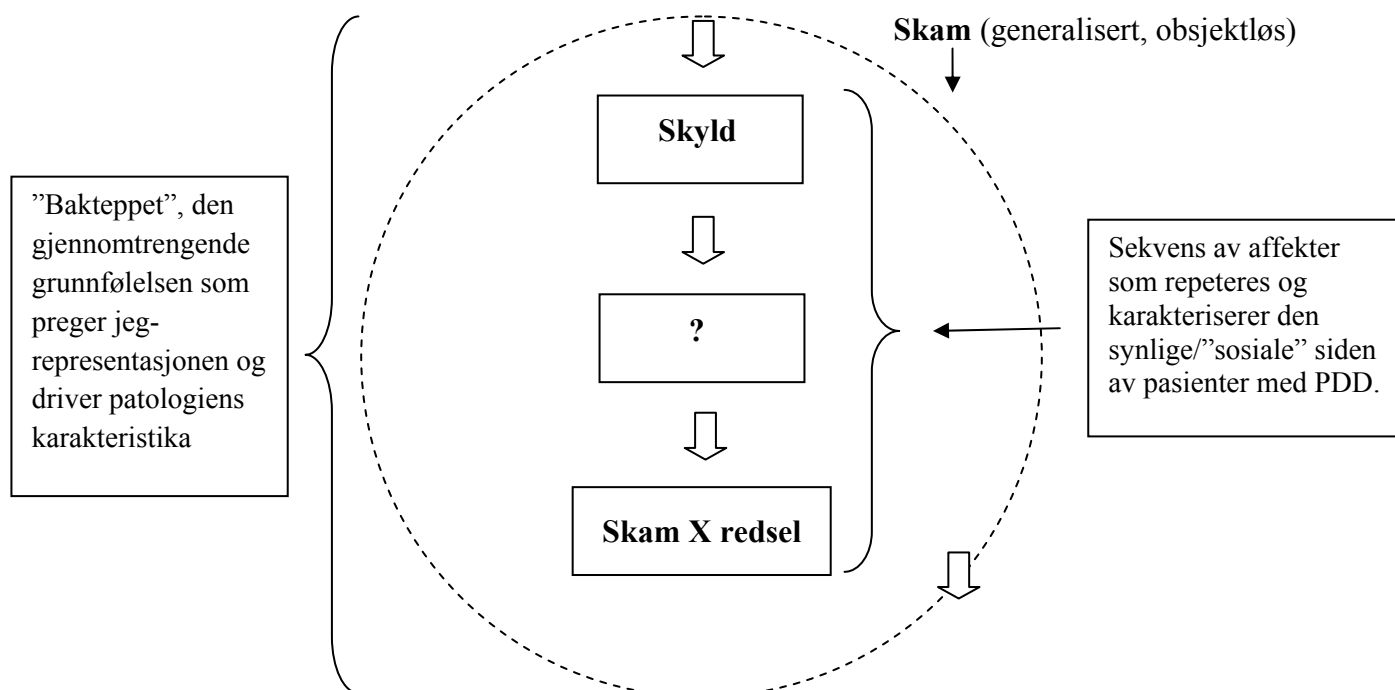 Skam (generalisert, obsjektløs)
Skyld
”Bakteppet”, den
gjennomtrengende
grunnfølelsen som
preger jeg-
representasjonen og
driver patologiens
karakteristika
?
Sekvens av affekter
som repeteres og
karakteriserer den
synlige/”sosiale” siden
av pasienter med PDD.
Skam X redsel